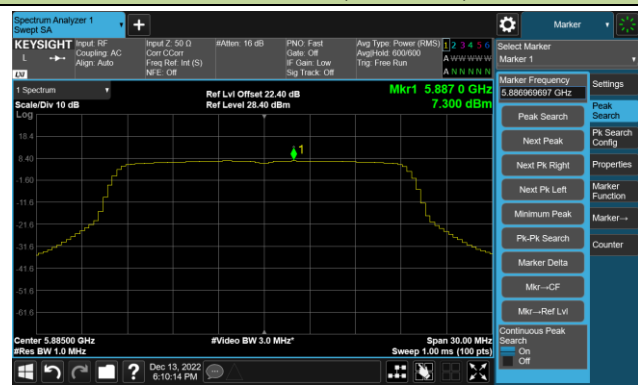 Spectrum Analyzer 1
Swept SA
Marker
KEYSIGHT
L
Input: RF
Coupling: AC
Align: Auto
Input Z: 50 Ω
Corr CCorr
Freq Ref: Int (S)
NFE: Off
#Atten: 16 dB
PNO: Fast
Gate: Off
IF Gain: Low
Sig Track: Off
Avg Type: Power (RMS)
Avg|Hold: 600/600
Trig: Free Run
1 2 3 4 5 6
A W W W W W
A N N N N N
Select Marker
Marker 1
1 Spectrum
Scale/Div 10 dB
Log
Ref Lvl Offset 22.40 dB
Ref Level 28.40 dBm
Mkr1 5.887 0 GHz
7.300 dBm
1
18.4
8.40
-1.60
-11.6
-21.6
-31.6
-41.6
-51.6
-61.6
Center 5.88500 GHz
#Res BW 1.0 MHz
#Video BW 3.0 MHz*
Span 30.00 MHz
Sweep 1.00 ms (100 pts)
Marker Frequency
5.886969697 GHz
Peak Search
Next Peak
Next Pk Right
Next Pk Left
Minimum Peak
Pk-Pk Search
Marker Delta
Mkr→CF
Mkr→Ref Lvl
Continuous Peak
Search
On
Off
Settings
Peak
Search
Pk Search
Config
Properties
Marker
Function
Marker→
Counter
Dec 13, 2022
6:10:14 PM